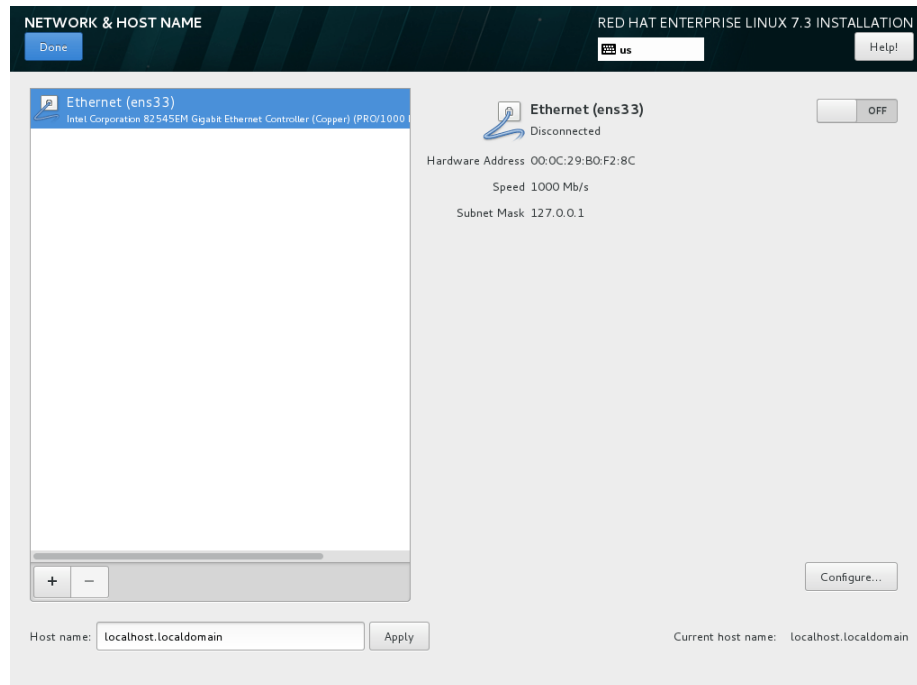 NETWORK & HOST NAME
RED HAT ENTERPRISE LINUX 7.3 INSTALLATION
Done
us
Help!
Ethernet (ens33)
Intel Corporation 82545EM Gigabit Ethernet Controller (Copper) (PRO/1000
Ethernet (ens33)
Disconnected
OFF
Hardware Address 00:0C:29:B0:F2:8C
Speed 1000 Mb/s
Subnet Mask 127.0.0.1
+ −
Configure...
Host name: localhost.localdomain Apply
Current host name: localhost.localdomain